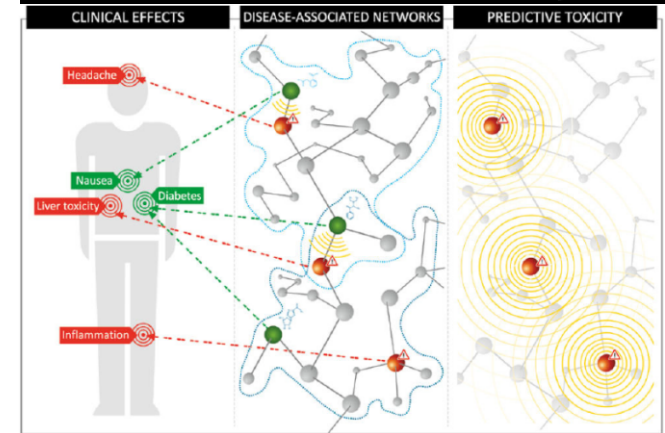 CLINICAL EFFECTS
DISEASE-ASSOCIATED NETWORKS
PREDICTIVE TOXICITY
Headache
Nausea
Diabetes
Liver toxicity
Inflammation